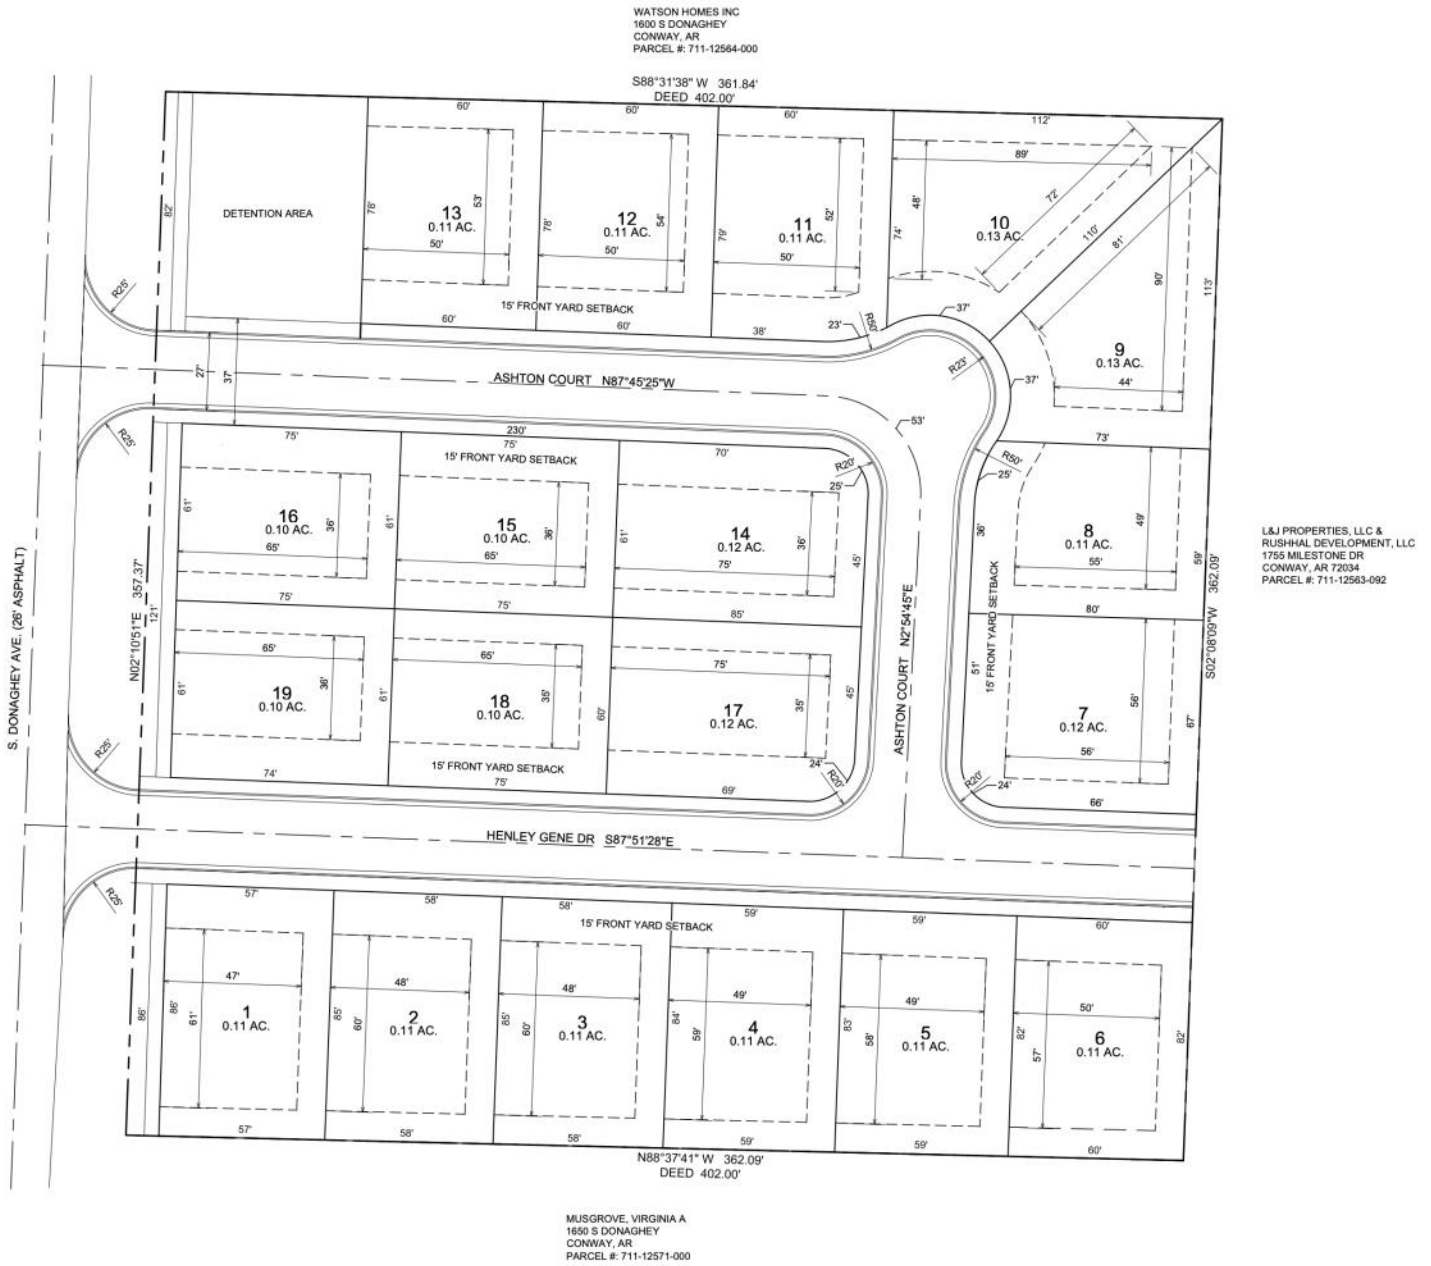 WATSON HOMES INC
1600 S DONAGHEY
CONWAY, AR
PARCEL #: 711-12564-000
S88°31'38" W 361.84'
DEED 402.00'
60'
60'
60'
112'
82'
DETENTION AREA
78'
13
0.11 AC.
53'
50'
78'
12
0.11 AC.
54'
50'
79'
11
0.11 AC.
52'
50'
89'
48'
74'
10
0.13 AC.
72'
110'
81'
90'
113'
9
0.13 AC.
44'
73'
R25'
15' FRONT YARD SETBACK
60'
60'
38'
23'
R50'
37'
R23'
37'
27'
37'
ASHTON COURT N87°45'25"W
53'
R25'
75'
230'
75'
15' FRONT YARD SETBACK
70'
R20'
25'
R50'
25'
61'
16
0.10 AC.
36'
65'
61'
15
0.10 AC.
36'
65'
61'
14
0.12 AC.
36'
75'
45'
36'
8
0.11 AC.
49'
55'
59'
75'
75'
85'
80'
S. DONAGHEY AVE. (26' ASPHALT)
N02°10'51"E 357.37'
121'
ASHTON COURT N2°54'45"E
15' FRONT YARD SETBACK
S02°08'09"W 362.09'
L&J PROPERTIES, LLC &
RUSHHAL DEVELOPMENT, LLC
1755 MILESTONE DR
CONWAY, AR 72034
PARCEL #: 711-12563-092
65'
61'
19
0.10 AC.
36'
65'
61'
18
0.10 AC.
35'
75'
60'
17
0.12 AC.
35'
45'
51'
7
0.12 AC.
56'
56'
67'
R25'
74'
15' FRONT YARD SETBACK
75'
69'
24'
R20'
R20'
24'
66'
HENLEY GENE DR S87°51'28"E
R25'
57'
58'
58'
59'
59'
60'
15' FRONT YARD SETBACK
86'
86'
61'
47'
1
0.11 AC.
85'
60'
48'
2
0.11 AC.
85'
60'
48'
3
0.11 AC.
84'
59'
49'
4
0.11 AC.
83'
58'
49'
5
0.11 AC.
82'
57'
50'
6
0.11 AC.
82'
57'
58'
58'
59'
59'
60'
N88°37'41" W 362.09'
DEED 402.00'
MUSGROVE, VIRGINIA A
1650 S DONAGHEY
CONWAY, AR
PARCEL #: 711-12571-000